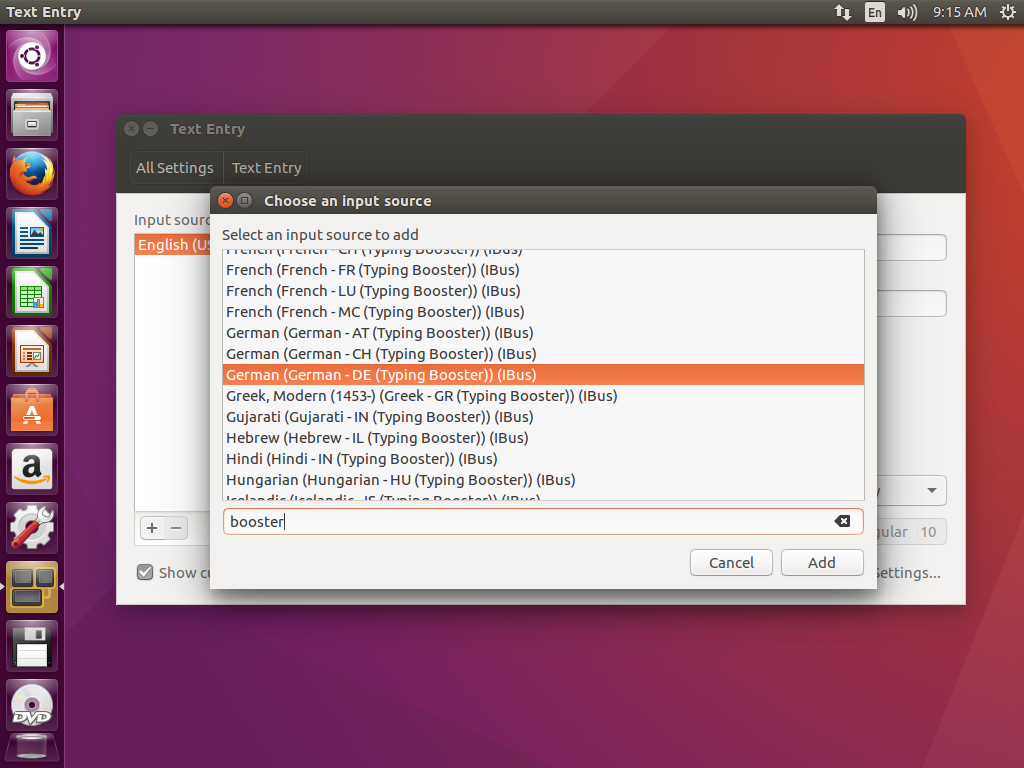 Text Entry
En
9:15 AM
Text Entry
All Settings
Text Entry
Choose an input source
Input sour
Select an input source to add
English (US
French (French - CH (Typing Booster)) (IBus)
French (French - FR (Typing Booster)) (IBus)
French (French - LU (Typing Booster)) (IBus)
French (French - MC (Typing Booster)) (IBus)
German (German - AT (Typing Booster)) (IBus)
German (German - CH (Typing Booster)) (IBus)
German (German - DE (Typing Booster)) (IBus)
Greek, Modern (1453-) (Greek - GR (Typing Booster)) (IBus)
Gujarati (Gujarati - IN (Typing Booster)) (IBus)
Hebrew (Hebrew - IL (Typing Booster)) (IBus)
Hindi (Hindi - IN (Typing Booster)) (IBus)
Hungarian (Hungarian - HU (Typing Booster)) (IBus)
Icelandic (Icelandic - IS (Typing Booster)) (IBus)
booster
gular 10
Cancel
Add
Show cu
Settings...
a
DVD